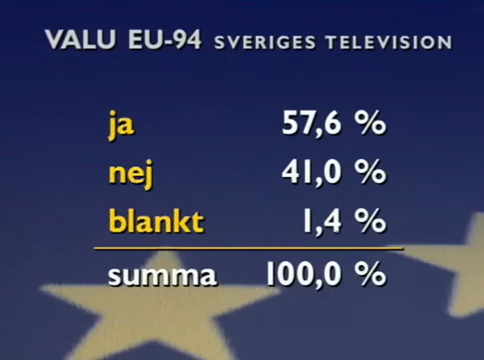 VALU EU-94 SVERIGES TELEVISION
ja 57,6 %
nej 41,0 %
blankt 1,4 %
summa 100,0 %